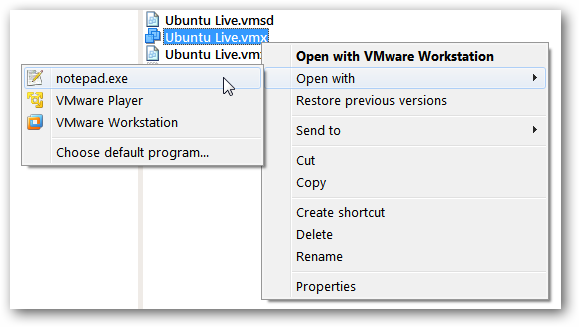 Ubuntu Live.vmsd
Ubuntu Live.vmx
Ubuntu Live.vm
Open with VMware Workstation
Open with
Restore previous versions
Send to
Cut
Copy
Create shortcut
Delete
Rename
Properties
notepad.exe
VMware Player
VMware Workstation
Choose default program...